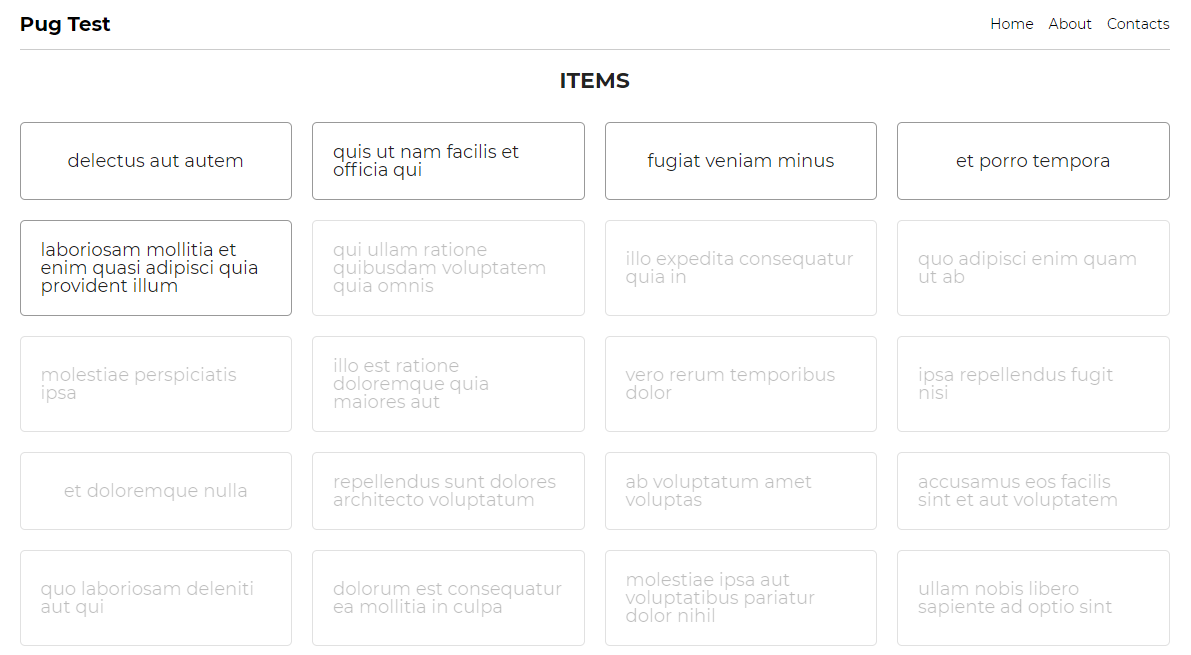 Pug Test
Home About Contacts
ITEMS
delectus aut autem
quis ut nam facilis et
officia qui
fugiat veniam minus
et porro tempora
laboriosam mollitia et
enim quasi adipisci quia
provident illum
qui ullam ratione
quibusdam voluptatem
quia omnis
illo expedita consequatur
quia in
quo adipisci enim quam
ut ab
molestiae perspiciatis
ipsa
illo est ratione
doloremque quia
maiores aut
vero rerum temporibus
dolor
ipsa repellendus fugit
nisi
et doloremque nulla
repellendus sunt dolores
architecto voluptatum
ab voluptatum amet
voluptas
accusamus eos facilis
sint et aut voluptatem
quo laboriosam deleniti
aut qui
dolorum est consequatur
ea mollitia in culpa
molestiae ipsa aut
voluptatibus pariatur
dolor nihil
ullam nobis libero
sapiente ad optio sint